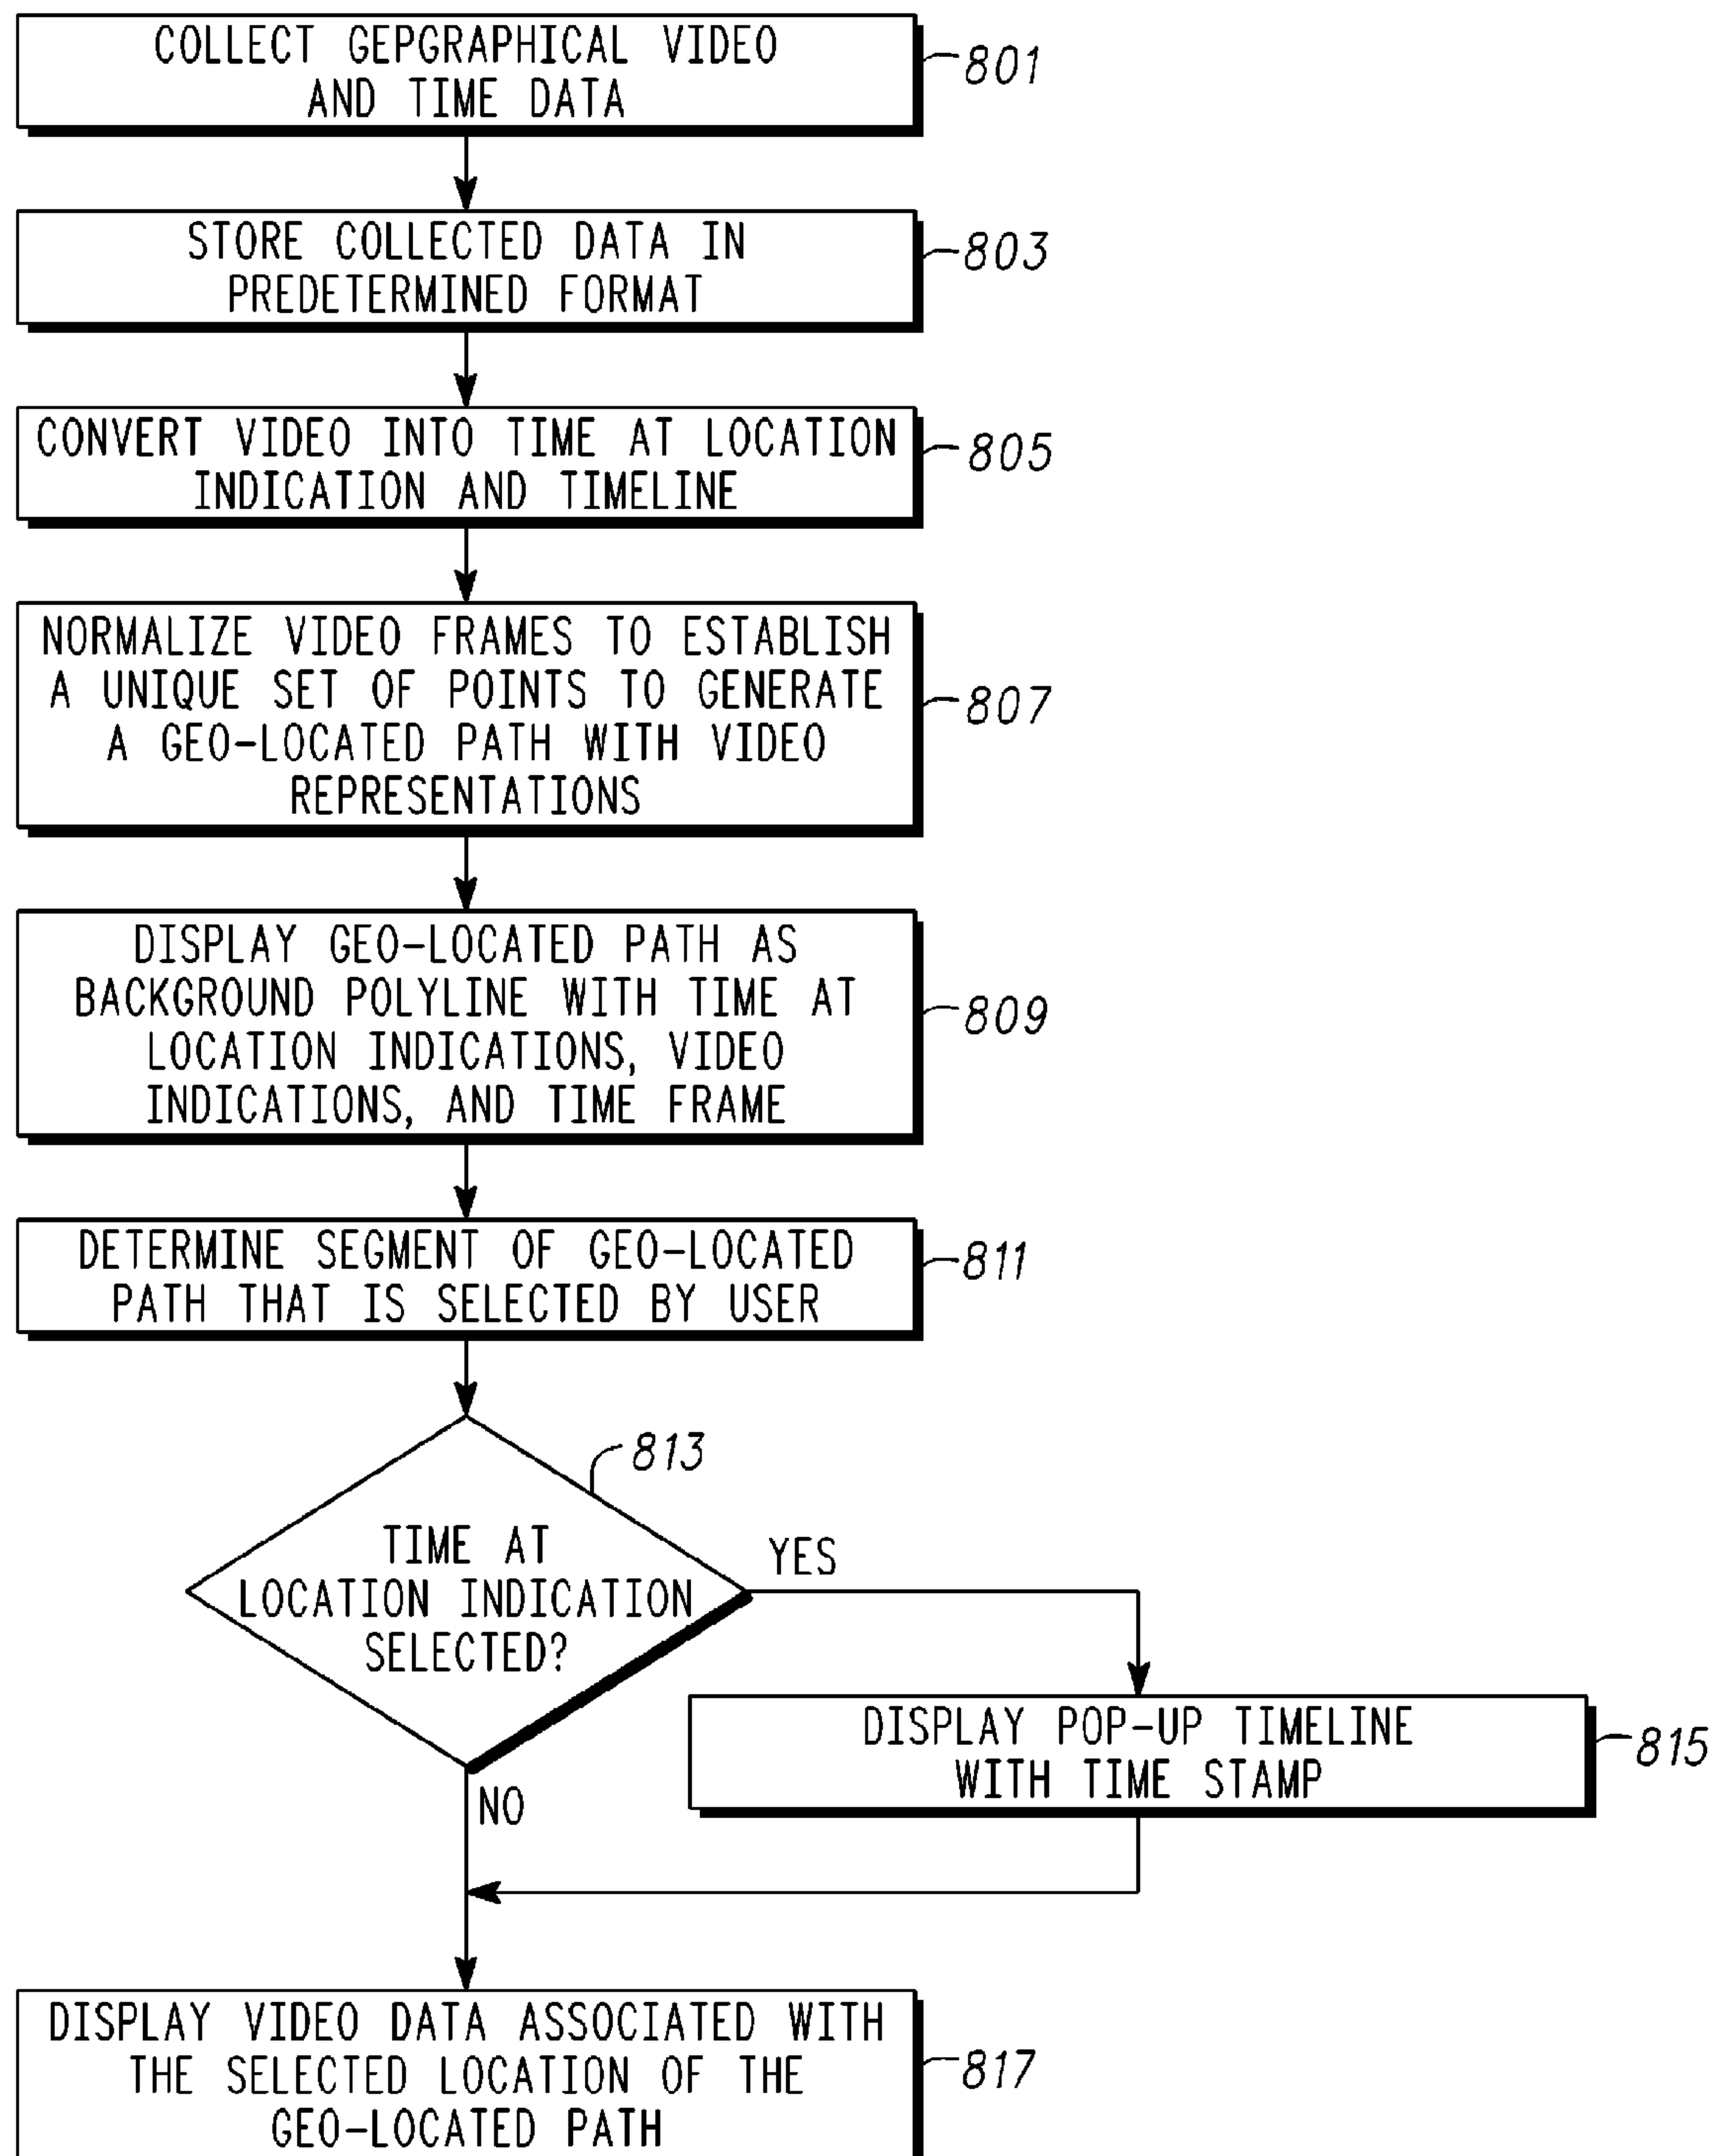 COLLECT GEPGRAPHICAL VIDEO
AND TIME DATA
801
STORE COLLECTED DATA IN
PREDETERMINED FORMAT
803
CONVERT VIDEO INTO TIME AT LOCATION
INDICATION AND TIMELINE
805
NORMALIZE VIDEO FRAMES TO ESTABLISH
A UNIQUE SET OF POINTS TO GENERATE
A GEO-LOCATED PATH WITH VIDEO
REPRESENTATIONS
807
DISPLAY GEO-LOCATED PATH AS
BACKGROUND POLYLINE WITH TIME AT
LOCATION INDICATIONS, VIDEO
INDICATIONS, AND TIME FRAME
809
DETERMINE SEGMENT OF GEO-LOCATED
PATH THAT IS SELECTED BY USER
811
813
TIME AT
LOCATION INDICATION
SELECTED?
YES
DISPLAY POP-UP TIMELINE
WITH TIME STAMP
815
NO
DISPLAY VIDEO DATA ASSOCIATED WITH
THE SELECTED LOCATION OF THE
GEO-LOCATED PATH
817